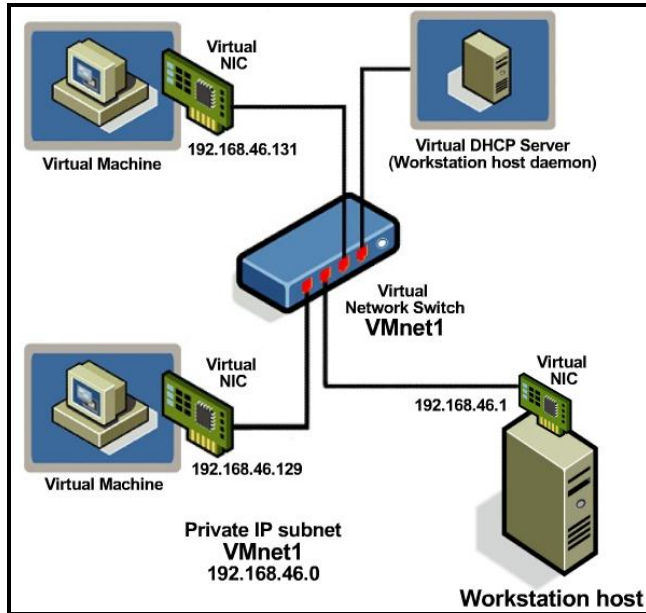 Virtual
NIC
192.168.46.131
Virtual Machine
Virtual DHCP Server
(Workstation host daemon)
Virtual
Network Switch
VMnet1
Virtual
NIC
192.168.46.129
Virtual Machine
Virtual
NIC
192.168.46.1
Private IP subnet
VMnet1
192.168.46.0
Workstation host